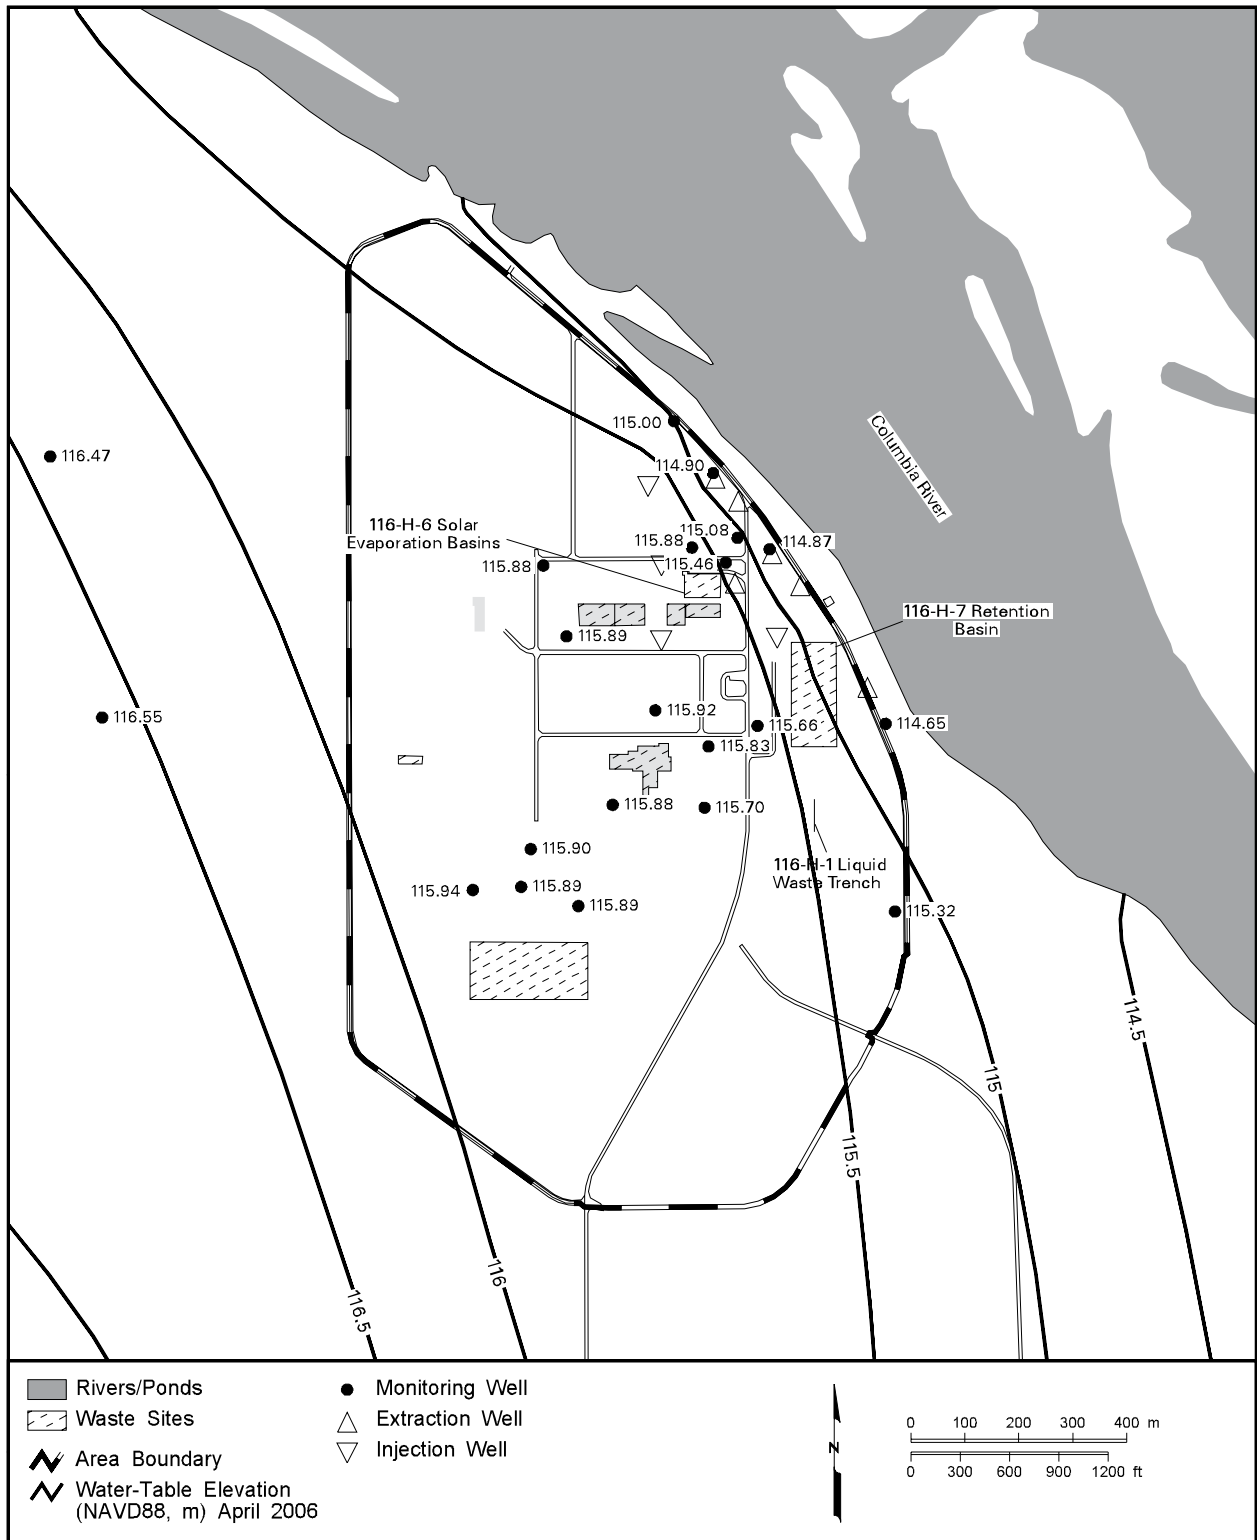 115.00
116.47
114.90
Columbia River
116-H-6 Solar
Evaporation Basins
115.08
115.88
114.87
115.46
115.88
116-H-7 Retention
Basin
115.89
115.92
116.55
115.66
114.65
115.83
115.88
115.70
115.90
116-H-1 Liquid
Waste Trench
115.94
115.89
115.89
115.32
114.5
115
115.5
116
116.5
Rivers/Ponds
Waste Sites
Area Boundary
Water-Table Elevation
(NAVD88, m) April 2006
Monitoring Well
Extraction Well
Injection Well
N
0 100 200 300 400 m
0 300 600 900 1200 ft